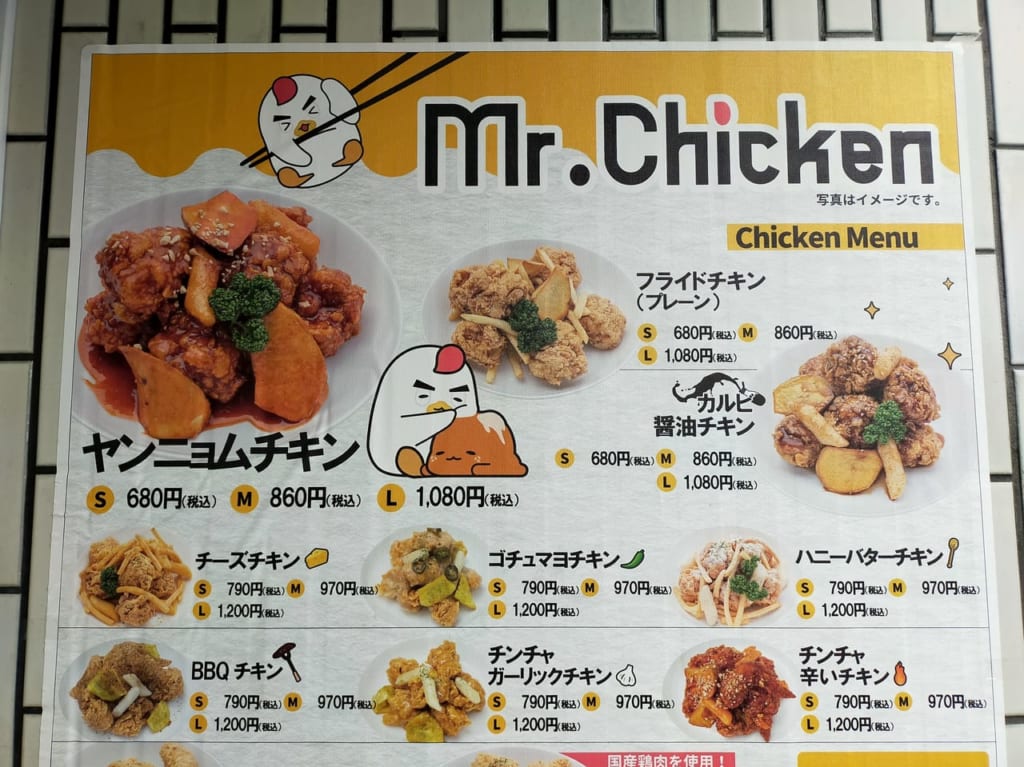 Mr.Chicken
写真はイメージです。
Chicken Menu
フライドチキン
(プレーン)
S 680円(税込) M 860円(税込)
L 1,080円(税込)
カルビ
醤油チキン
S 680円(税込) M 860円(税込)
L 1,080円(税込)
ヤンニョムチキン
S 680円(税込) M 860円(税込) L 1,080円(税込)
チーズチキン
S 790円(税込) M 970円(税込)
L 1,200円(税込)
ゴチュマヨチキン
S 790円(税込) M 970円(税込)
L 1,200円(税込)
ハニーバターチキン
S 790円(税込) M 970円(税込)
L 1,200円(税込)
BBQ チキン
S 790円(税込) M 970円(税込)
L 1,200円(税込)
チンチャ
ガーリックチキン
S 790円(税込) M 970円(税込)
L 1,200円(税込)
チンチャ
辛いチキン
S 790円(税込) M 970円(税込)
L 1,200円(税込)
国産鶏肉を使用!